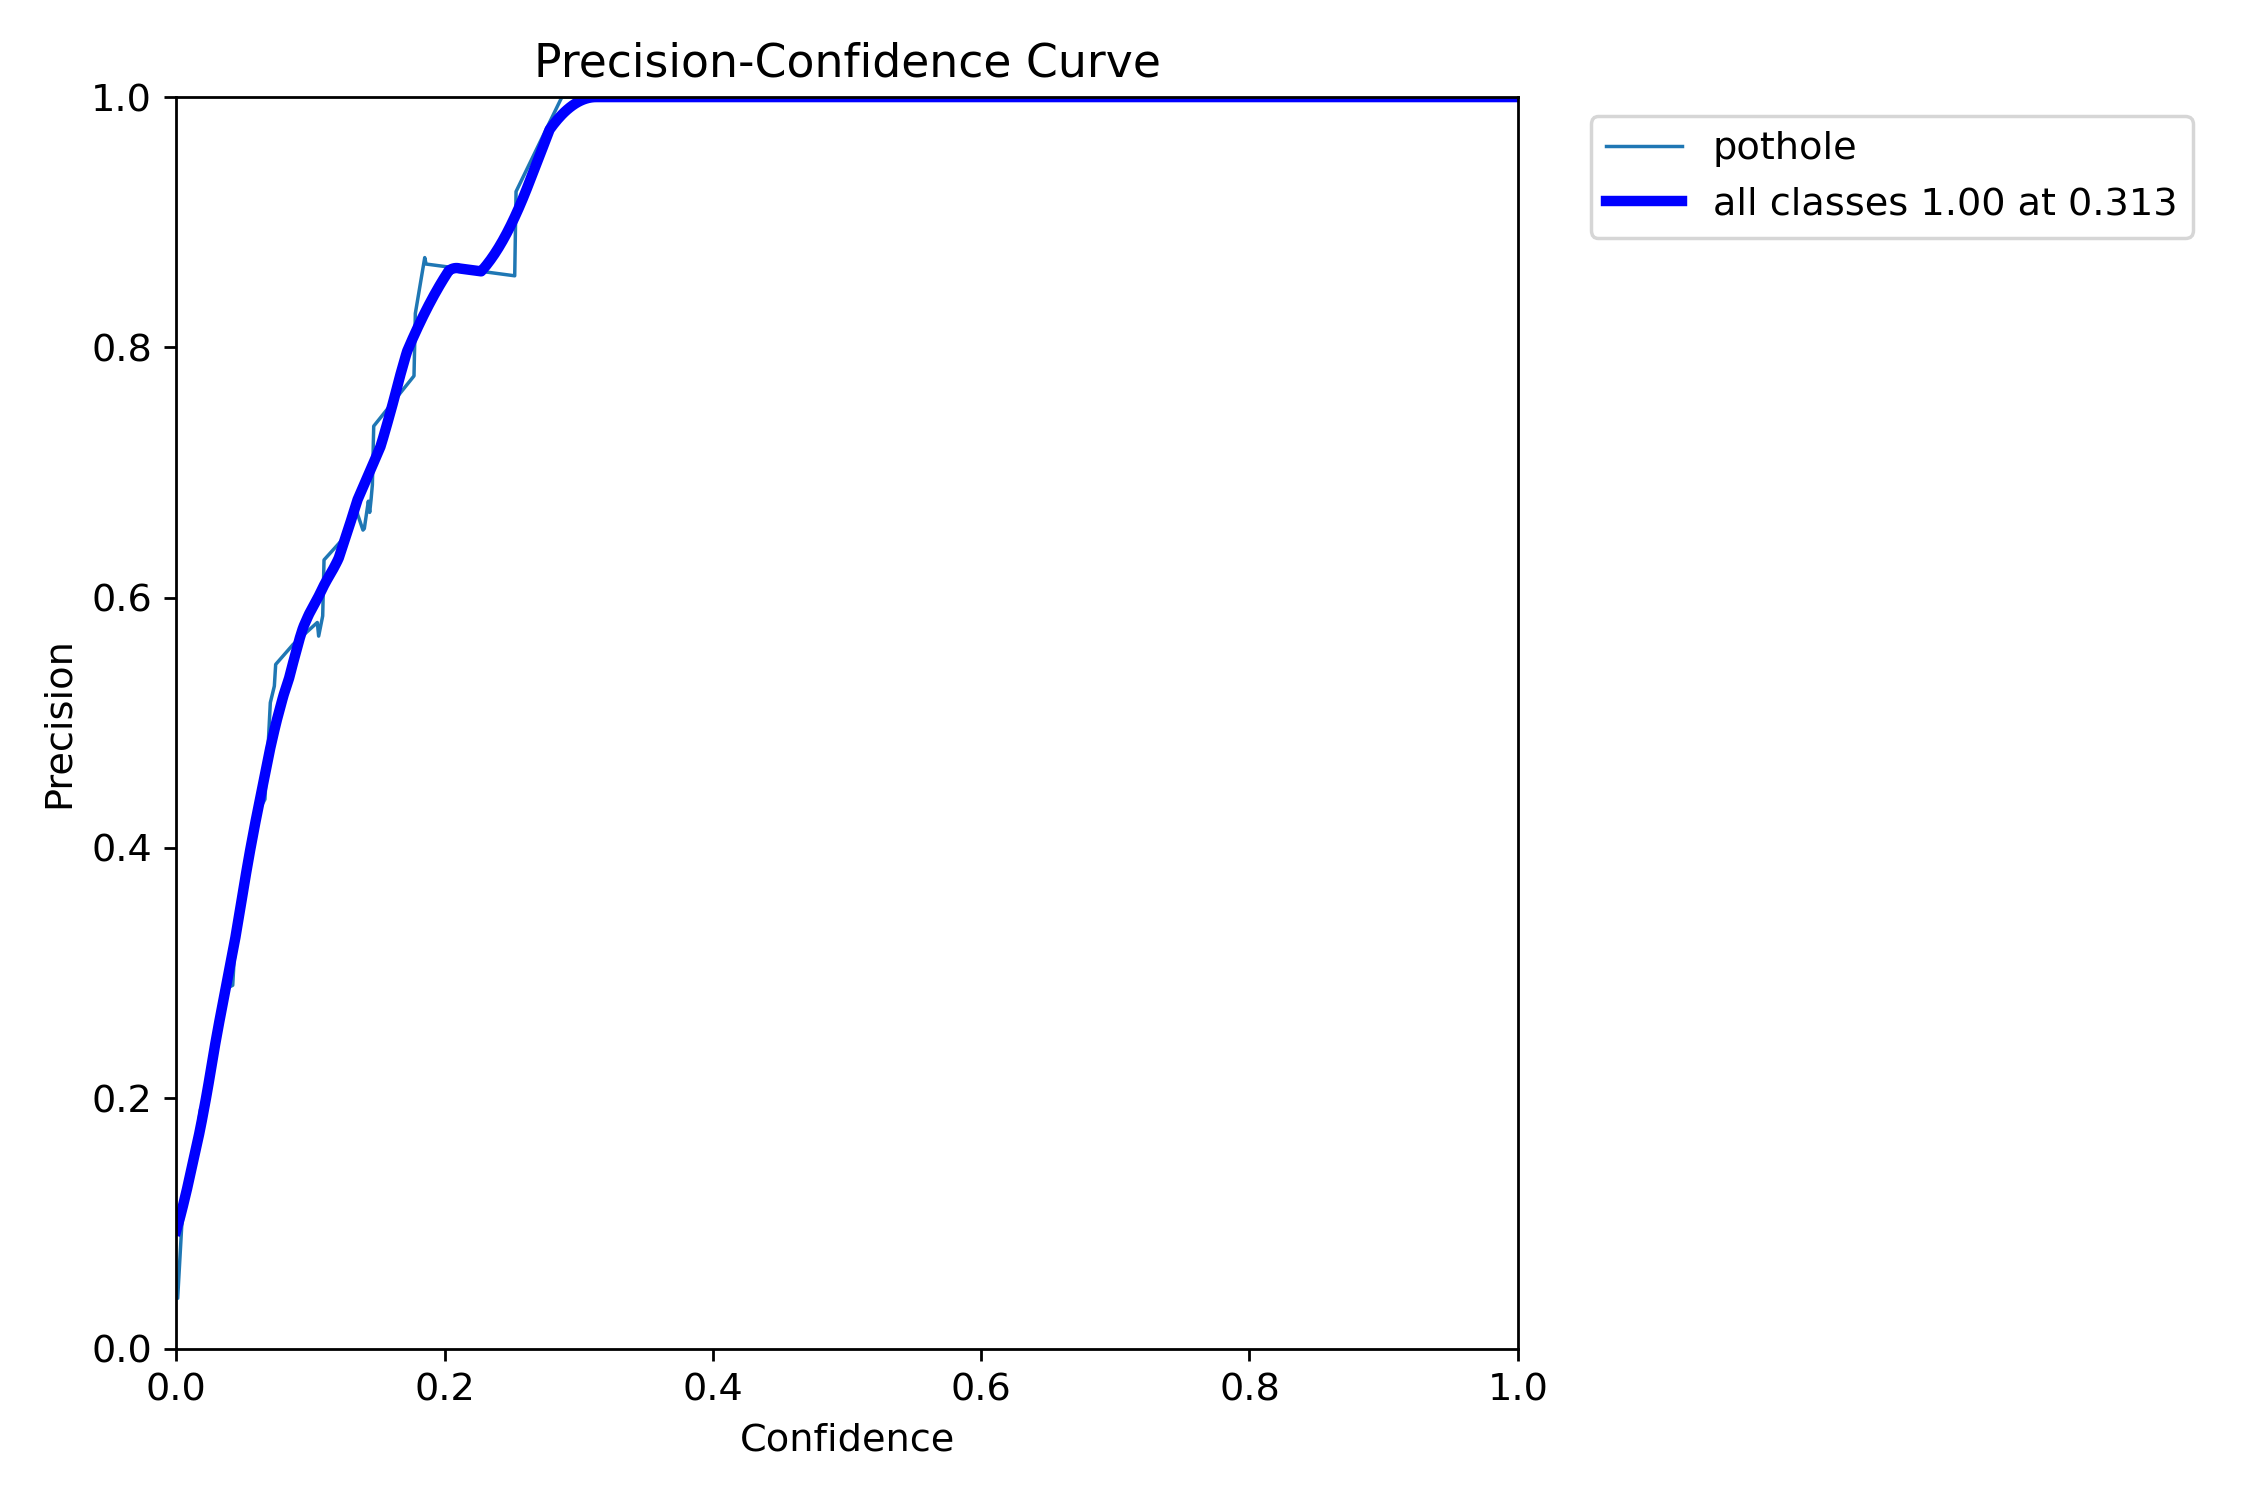 Precision-Confidence Curve
1.0
0.8
0.6
0.4
0.2
0.0
Precision
0.0 0.2 0.4 0.6 0.8 1.0
Confidence
pothole
all classes 1.00 at 0.313